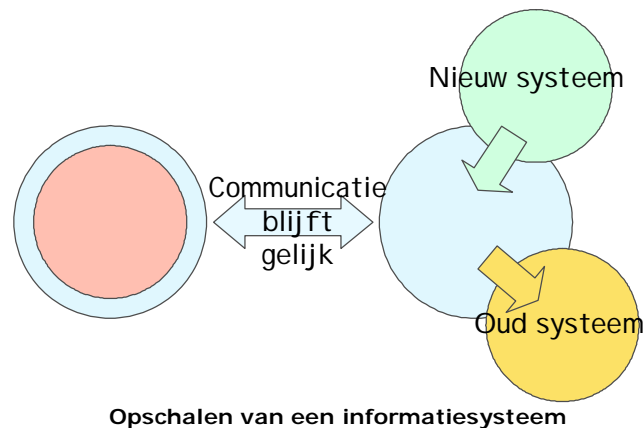 Nieuw systeem
Communicatie
blijft
gelijk
Oud systeem
Opschalen van een informatiesysteem